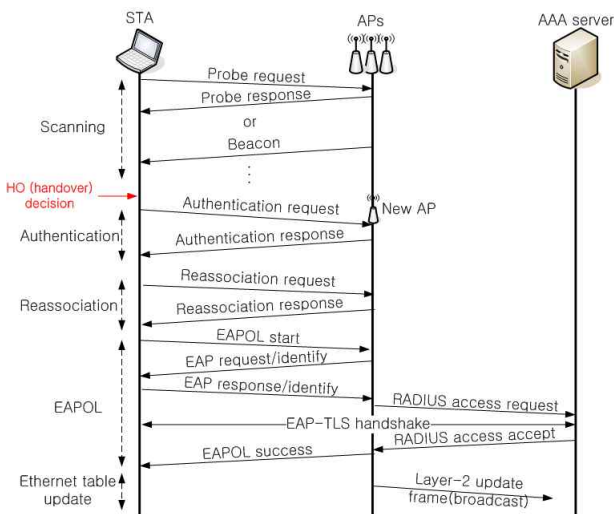 STA
APs
AAA server
Probe request
Probe response
or
Beacon
Scanning
HO (handover)
decision
Authentication request
New AP
Authentication response
Authentication
Reassociation request
Reassociation response
Reassociation
EAPOL start
EAP request/identify
EAP response/identify
RADIUS access request
EAPOL
EAP-TLS handshake
RADIUS access accept
EAPOL success
Ethernet table
update
Layer-2 update
frame(broadcast)